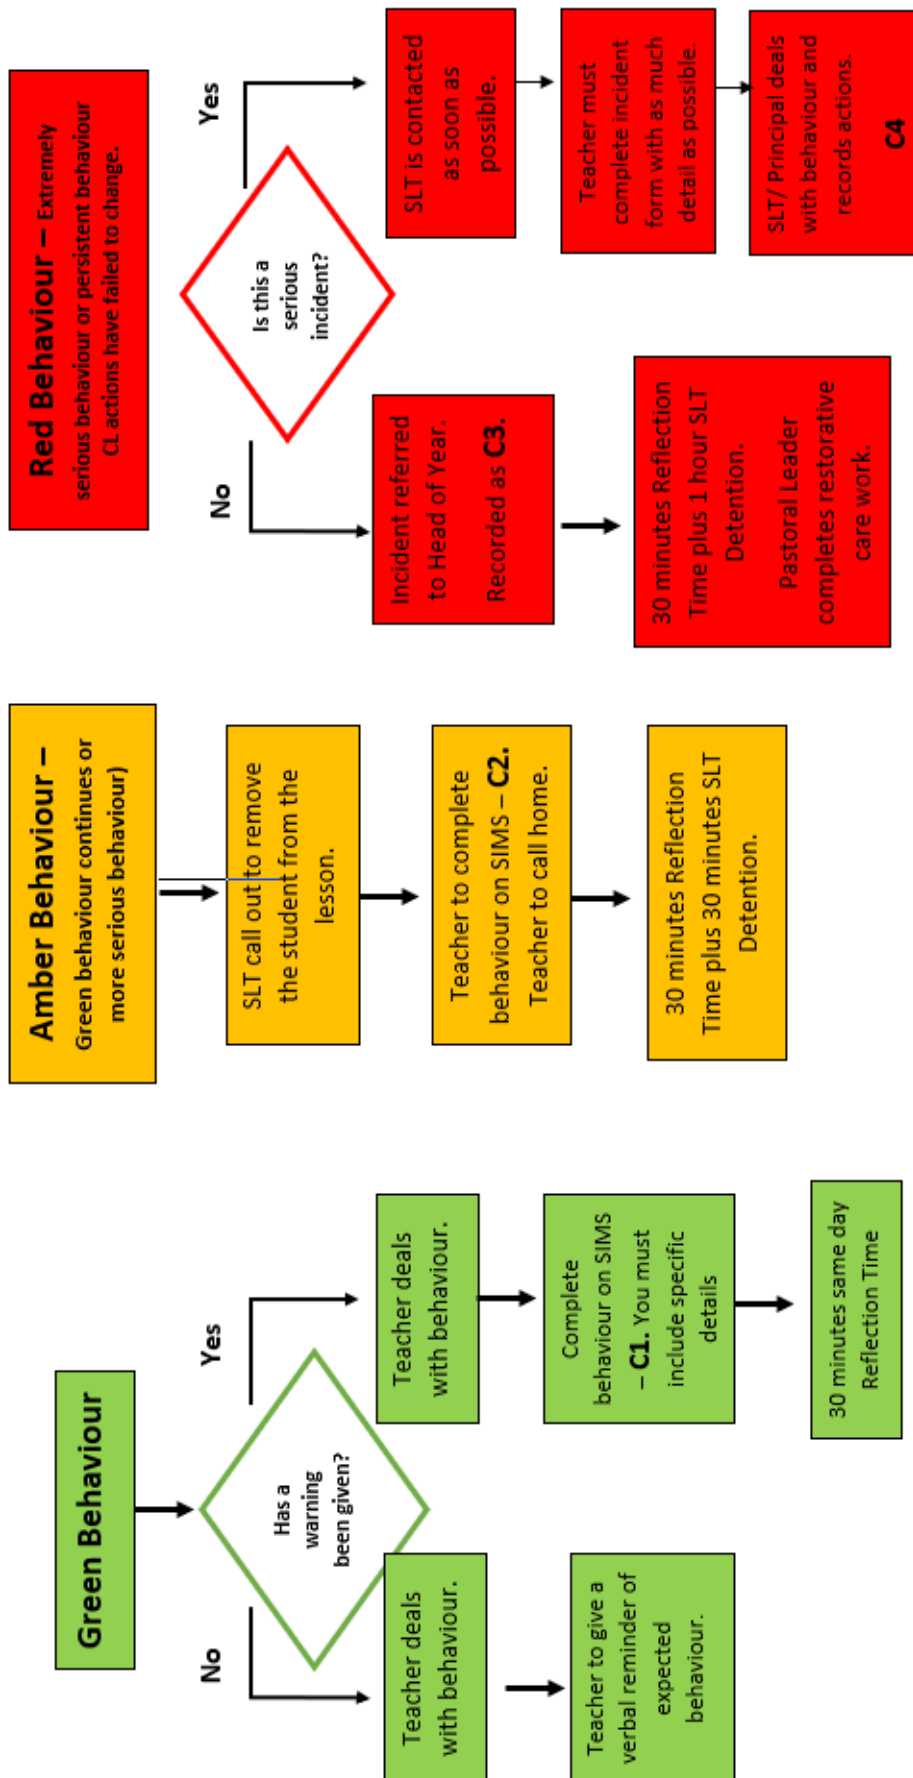 Green Behaviour
Has a
warning
been given?
No
Teacher deals
with behaviour.
Teacher to give a
verbal reminder of
expected
behaviour.
Yes
Teacher deals
with behaviour.
Complete
behaviour on SIMS
– C1. You must
include specific
details
30 minutes same day
Reflection Time
Amber Behaviour –
Green behaviour continues or
more serious behaviour)
SLT call out to remove
the student from the
lesson.
Teacher to complete
behaviour on SIMS – C2.
Teacher to call home.
30 minutes Reflection
Time plus 30 minutes SLT
Detention.
Red Behaviour – Extremely
serious behaviour or persistent behaviour
CL actions have failed to change.
Is this a
serious
incident?
No
Incident referred
to Head of Year.
Recorded as C3.
30 minutes Reflection
Time plus 1 hour SLT
Detention.
Pastoral Leader
completes restorative
care work.
Yes
SLT is contacted
as soon as
possible.
Teacher must
complete incident
form with as much
detail as possible.
SLT/ Principal deals
with behaviour and
records actions.
C4